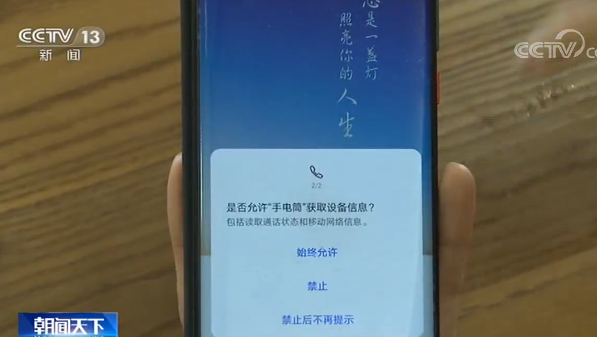 CCTV 13
新闻
CCTV
心是一盏灯
照亮你的
人生
2/2
是否允许"手电筒"获取设备信息?
包括读取通话状态和移动网络信息。
始终允许
禁止
禁止后不再提示
朝闻天下